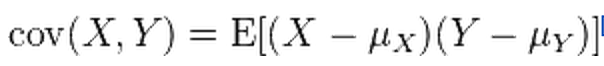 cov(X, Y) = E[(X − μ_X)(Y − μ_Y)]